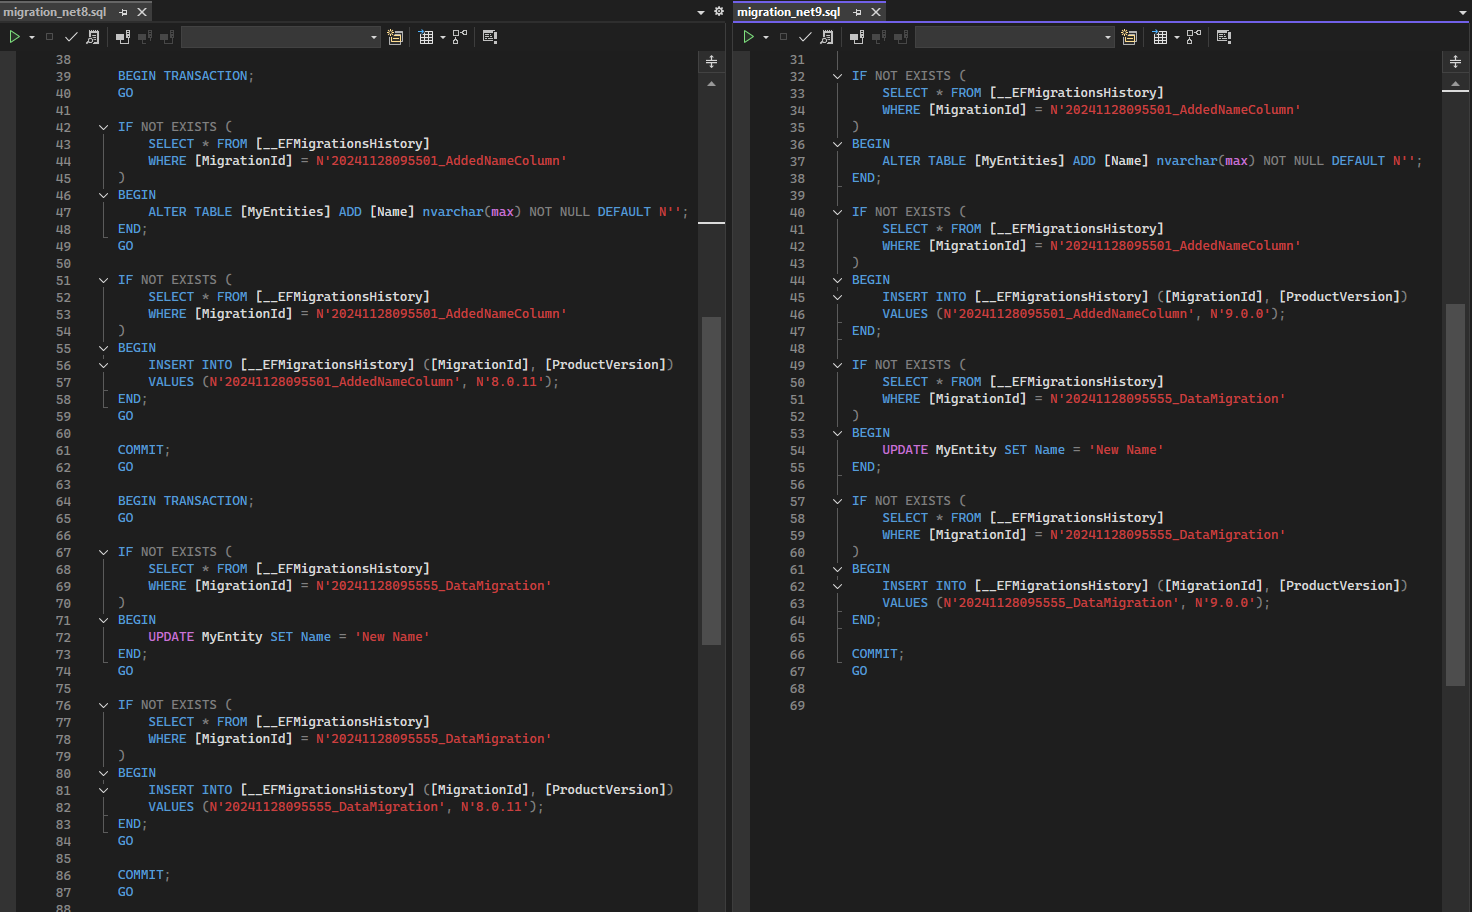 migration_net8.sql
38
39 BEGIN TRANSACTION;
40 GO
41
42 IF NOT EXISTS (
43     SELECT * FROM [__EFMigrationsHistory]
44     WHERE [MigrationId] = N'20241128095501_AddedNameColumn'
45 )
46 BEGIN
47     ALTER TABLE [MyEntities] ADD [Name] nvarchar(max) NOT NULL DEFAULT N'';
48 END;
49 GO
50
51 IF NOT EXISTS (
52     SELECT * FROM [__EFMigrationsHistory]
53     WHERE [MigrationId] = N'20241128095501_AddedNameColumn'
54 )
55 BEGIN
56     INSERT INTO [__EFMigrationsHistory] ([MigrationId], [ProductVersion])
57     VALUES (N'20241128095501_AddedNameColumn', N'8.0.11');
58 END;
59 GO
60
61 COMMIT;
62 GO
63
64 BEGIN TRANSACTION;
65 GO
66
67 IF NOT EXISTS (
68     SELECT * FROM [__EFMigrationsHistory]
69     WHERE [MigrationId] = N'20241128095555_DataMigration'
70 )
71 BEGIN
72     UPDATE MyEntity SET Name = 'New Name'
73 END;
74 GO
75
76 IF NOT EXISTS (
77     SELECT * FROM [__EFMigrationsHistory]
78     WHERE [MigrationId] = N'20241128095555_DataMigration'
79 )
80 BEGIN
81     INSERT INTO [__EFMigrationsHistory] ([MigrationId], [ProductVersion])
82     VALUES (N'20241128095555_DataMigration', N'8.0.11');
83 END;
84 GO
85
86 COMMIT;
87 GO
88
migration_net9.sql
31
32 IF NOT EXISTS (
33     SELECT * FROM [__EFMigrationsHistory]
34     WHERE [MigrationId] = N'20241128095501_AddedNameColumn'
35 )
36 BEGIN
37     ALTER TABLE [MyEntities] ADD [Name] nvarchar(max) NOT NULL DEFAULT N'';
38 END;
39
40 IF NOT EXISTS (
41     SELECT * FROM [__EFMigrationsHistory]
42     WHERE [MigrationId] = N'20241128095501_AddedNameColumn'
43 )
44 BEGIN
45     INSERT INTO [__EFMigrationsHistory] ([MigrationId], [ProductVersion])
46     VALUES (N'20241128095501_AddedNameColumn', N'9.0.0');
47 END;
48
49 IF NOT EXISTS (
50     SELECT * FROM [__EFMigrationsHistory]
51     WHERE [MigrationId] = N'20241128095555_DataMigration'
52 )
53 BEGIN
54     UPDATE MyEntity SET Name = 'New Name'
55 END;
56
57 IF NOT EXISTS (
58     SELECT * FROM [__EFMigrationsHistory]
59     WHERE [MigrationId] = N'20241128095555_DataMigration'
60 )
61 BEGIN
62     INSERT INTO [__EFMigrationsHistory] ([MigrationId], [ProductVersion])
63     VALUES (N'20241128095555_DataMigration', N'9.0.0');
64 END;
65
66 COMMIT;
67 GO
68
69